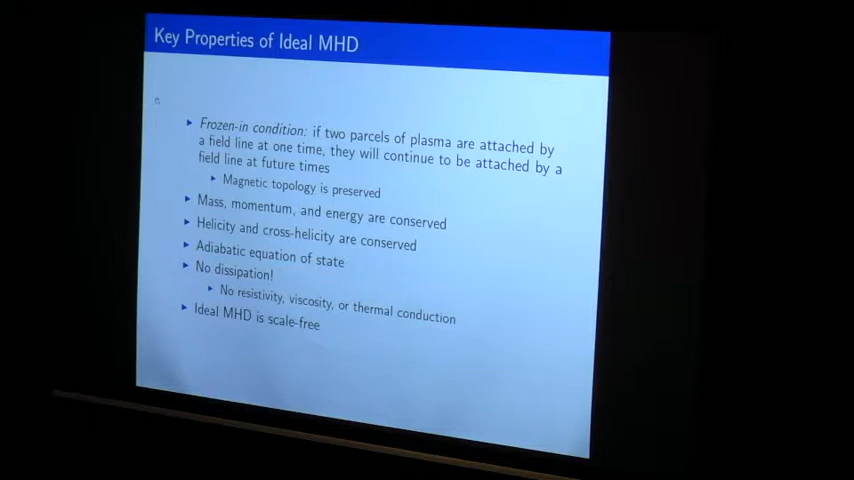 Key Properties of Ideal MHD
Frozen-in condition: if two parcels of plasma are attached by
a field line at one time, they will continue to be attached by a
field line at future times
Magnetic topology is preserved
Mass, momentum, and energy are conserved
Helicity and cross-helicity are conserved
Adiabatic equation of state
No dissipation!
No resistivity, viscosity, or thermal conduction
Ideal MHD is scale-free